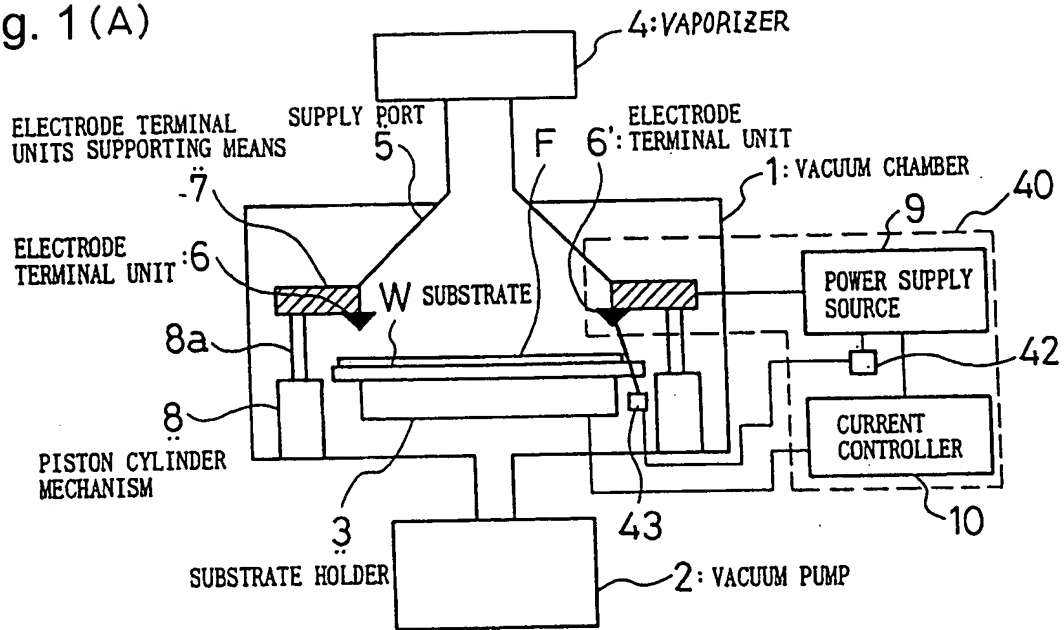 g. 1(A)
4:VAPORIZER
SUPPLY PORT
5
ELECTRODE TERMINAL
UNITS SUPPORTING MEANS
7
F
6':ELECTRODE
TERMINAL UNIT
1:VACUUM CHAMBER
40
9
ELECTRODE
TERMINAL UNIT:6
W SUBSTRATE
POWER SUPPLY
SOURCE
8a
42
8
CURRENT
CONTROLLER
PISTON CYLINDER
MECHANISM
43
10
3
SUBSTRATE HOLDER
2:VACUUM PUMP